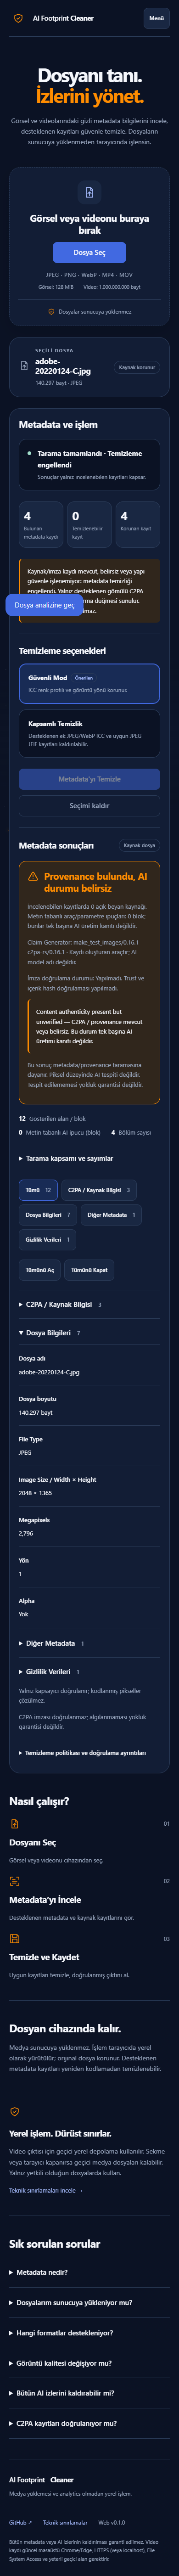 AI Footprint Cleaner
Menü
Dosyanı tanı.
İzlerini yönet.
Görsel ve videolarındaki gizli metadata bilgilerini incele,
desteklenen kayıtları güvenle temizle. Dosyaların
sunucuya yüklenmeden tarayıcında işlensin.
Görsel veya videonu buraya
bırak
Dosya Seç
JPEG · PNG · WebP · MP4 · MOV
Görsel: 128 MiB Video: 1.000.000.000 bayt
Dosyalar sunucuya yüklenmez
SEÇİLİ DOSYA
adobe-
20220124-C.jpg
140.297 bayt · JPEG
Kaynak korunur
Metadata ve işlem
Tarama tamamlandı · Temizleme
engellendi
Sonuçlar yalnız incelenebilen kayıtları kapsar.
4
Bulunan
metadata kaydı
0
Temizlenebilir
kayıt
4
Korunan kayıt
Kaynak/imza kaydı mevcut, belirsiz veya yapı
güvenle işlenemiyor: metadata temizliği
engellendi. Yalnız desteklenen gömülü C2PA
Dosya analizine geç
Temizleme seçenekleri
Güvenli Mod Önerilen
ICC renk profili ve görüntü yönü korunur.
Kapsamlı Temizlik
Desteklenen ek JPEG/WebP ICC ve uygun JPEG
JFIF kayıtları kaldırılabilir.
Metadata'yı Temizle
Seçimi kaldır
Metadata sonuçları
Kaynak dosya
Provenance bulundu, AI
durumu belirsiz
İncelenebilen kayıtlarda 0 açık beyan kaynağı.
Metin tabanlı araç/parametre ipuçları: 0 blok;
bunlar tek başına AI üretim kanıtı değildir.
Claim Generator: make_test_images/0.16.1
c2pa-rs/0.16.1 · Kaydı oluşturan araçtır; AI
model adı değildir.
İmza doğrulama durumu: Yapılmadı. Trust ve
içerik hash doğrulaması yapılmadı.
Content authenticity present but
unverified — C2PA / provenance mevcut
veya belirsiz. Bu durum tek başına AI
üretimi kanıtı değildir.
Bu sonuç metadata/provenance taramasına
dayanır. Piksel düzeyinde AI tespiti değildir.
Tespit edilememesi yokluk garantisi değildir.
12 Gösterilen alan / blok
0 Metin tabanlı AI ipucu (blok) 4 Bölüm sayısı
Tarama kapsamı ve sayımlar
Tümü 12
C2PA / Kaynak Bilgisi 3
Dosya Bilgileri 7
Diğer Metadata 1
Gizlilik Verileri 1
Tümünü Aç
Tümünü Kapat
C2PA / Kaynak Bilgisi 3
Dosya Bilgileri 7
Dosya adı
adobe-20220124-C.jpg
Dosya boyutu
140.297 bayt
File Type
JPEG
Image Size / Width × Height
2048 × 1365
Megapixels
2,796
Yön
1
Alpha
Yok
Diğer Metadata 1
Gizlilik Verileri 1
Yalnız kapsayıcı doğrulanır; kodlanmış pikseller
çözülmez.
C2PA imzası doğrulanmaz; algılanmaması yokluk
garantisi değildir.
Temizleme politikası ve doğrulama ayrıntıları
Nasıl çalışır?
01
Dosyanı Seç
Görsel veya videonu cihazından seç.
02
Metadata'yı İncele
Desteklenen metadata ve kaynak kayıtlarını gör.
03
Temizle ve Kaydet
Uygun kayıtları temizle, doğrulanmış çıktını al.
Dosyan cihazında kalır.
Medya sunucuya yüklenmez. İşlem tarayıcında yerel
olarak yürütülür; orijinal dosya korunur. Desteklenen
metadata kayıtları yeniden kodlamadan temizlenebilir.
Yerel işlem. Dürüst sınırlar.
Video çıktısı için geçici yerel depolama kullanılır. Sekme
veya tarayıcı kapanırsa geçici medya dosyaları kalabilir.
Yalnız yetkili olduğun dosyalarda kullan.
Teknik sınırlamaları incele →
Sık sorulan sorular
Metadata nedir?
Dosyalarım sunucuya yükleniyor mu?
Hangi formatlar destekleniyor?
Görüntü kalitesi değişiyor mu?
Bütün AI izlerini kaldırabilir mi?
C2PA kayıtları doğrulanıyor mu?
AI Footprint Cleaner
Medya yüklemesi ve analytics olmadan yerel işlem.
GitHub ↗ Teknik sınırlamalar Web v0.1.0
Bütün metadata veya AI izlerinin kaldırılması garanti edilmez. Video
kaydı güncel masaüstü Chrome/Edge, HTTPS (veya localhost), File
System Access ve yeterli geçici alan gerektirir.